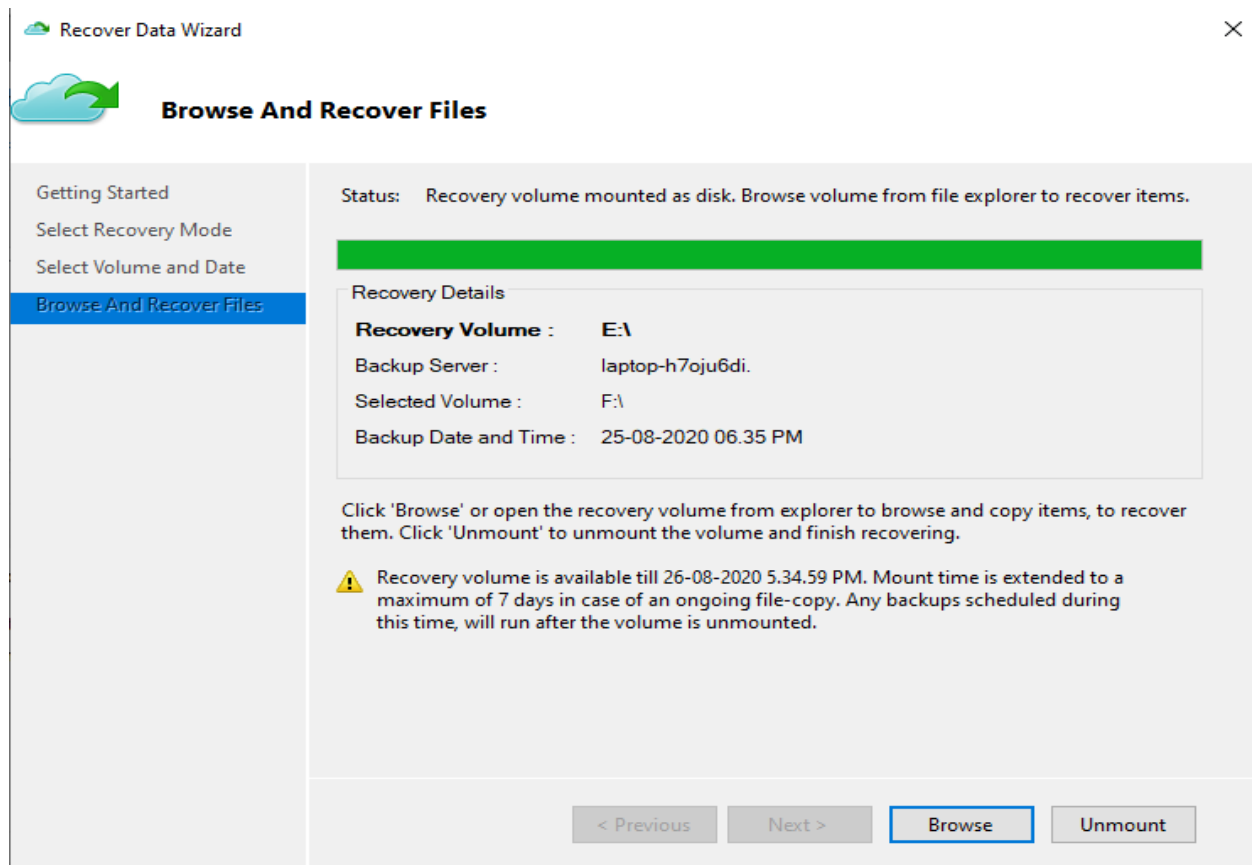 Recover Data Wizard
Browse And Recover Files
Getting Started
Select Recovery Mode
Select Volume and Date
Browse And Recover Files
Status: Recovery volume mounted as disk. Browse volume from file explorer to recover items.
Recovery Details
Recovery Volume : E:\
Backup Server : laptop-h7oju6di.
Selected Volume : F:\
Backup Date and Time : 25-08-2020 06.35 PM
Click 'Browse' or open the recovery volume from explorer to browse and copy items, to recover
them. Click 'Unmount' to unmount the volume and finish recovering.
Recovery volume is available till 26-08-2020 5.34.59 PM. Mount time is extended to a
maximum of 7 days in case of an ongoing file-copy. Any backups scheduled during
this time, will run after the volume is unmounted.
< Previous Next > Browse Unmount